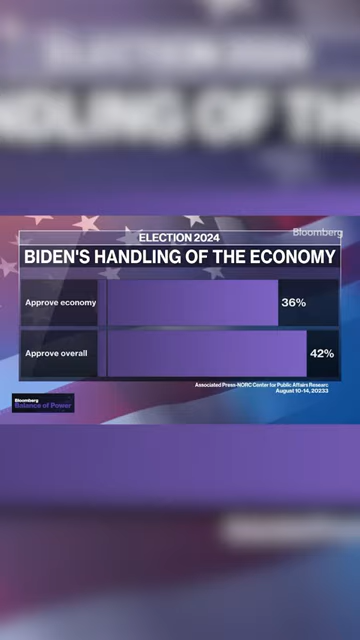 ELECTION 2024
Bloomberg
BIDEN'S HANDLING OF THE ECONOMY
Approve economy
36%
Approve overall
42%
Associated Press-NORC Center for Public Affairs Researc
August 10-14, 20233
Bloomberg
Balance of Power